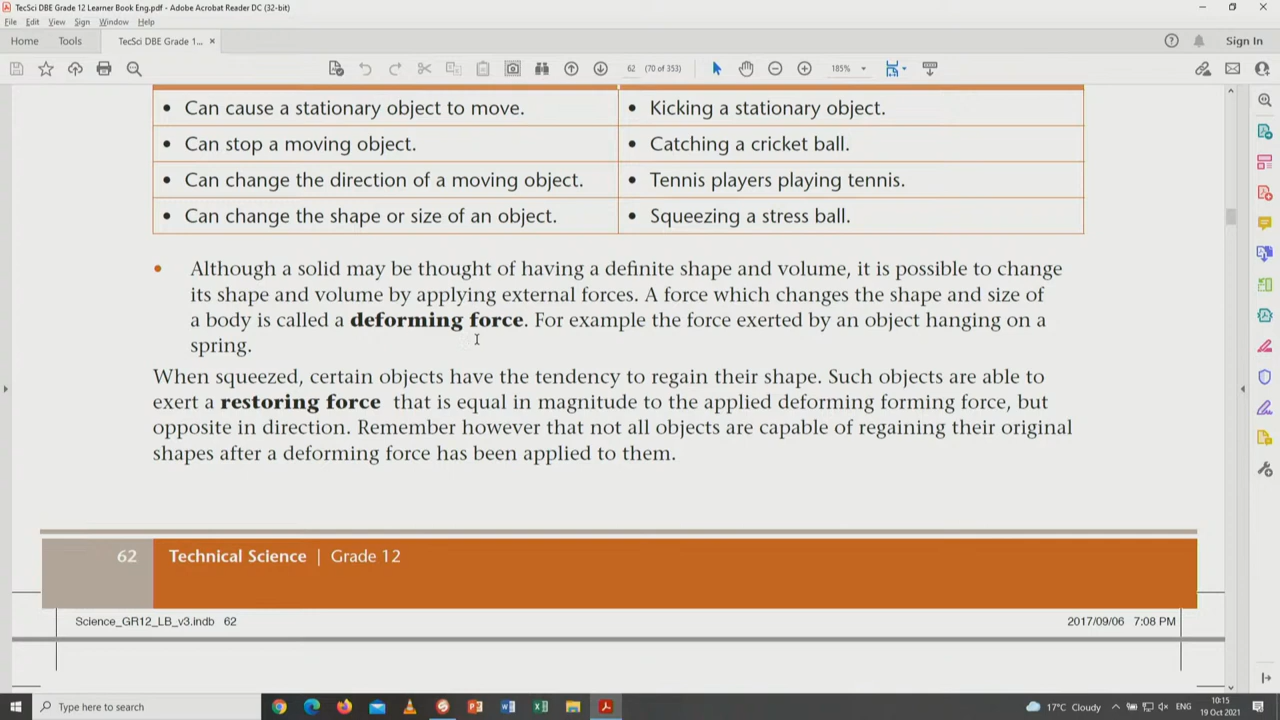 TecSci DBE Grade 12 Learner Book Eng.pdf - Adobe Acrobat Reader DC (32-bit)
File Edit View Sign Window Help
Home Tools TecSci DBE Grade 1... × Sign In
62 (70 of 353) 185%
• Can cause a stationary object to move. • Kicking a stationary object.
• Can stop a moving object. • Catching a cricket ball.
• Can change the direction of a moving object. • Tennis players playing tennis.
• Can change the shape or size of an object. • Squeezing a stress ball.
• Although a solid may be thought of having a definite shape and volume, it is possible to change
its shape and volume by applying external forces. A force which changes the shape and size of
a body is called a deforming force. For example the force exerted by an object hanging on a
spring.
When squeezed, certain objects have the tendency to regain their shape. Such objects are able to
exert a restoring force that is equal in magnitude to the applied deforming forming force, but
opposite in direction. Remember however that not all objects are capable of regaining their original
shapes after a deforming force has been applied to them.
62 Technical Science | Grade 12
Science_GR12_LB_v3.indb 62 2017/09/06 7:08 PM
Type here to search 17°C Cloudy ENG 10:15
19 Oct 2021